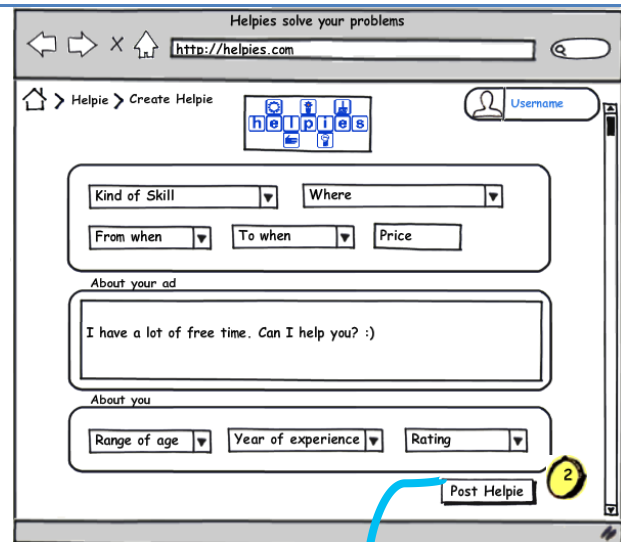 Helpies solve your problems
http://helpies.com
Helpie Create Helpie
helpies
Username
Kind of Skill Where
From when To when Price
About your ad
I have a lot of free time. Can I help you? :)
About you
Range of age Year of experience Rating
Post Helpie 2